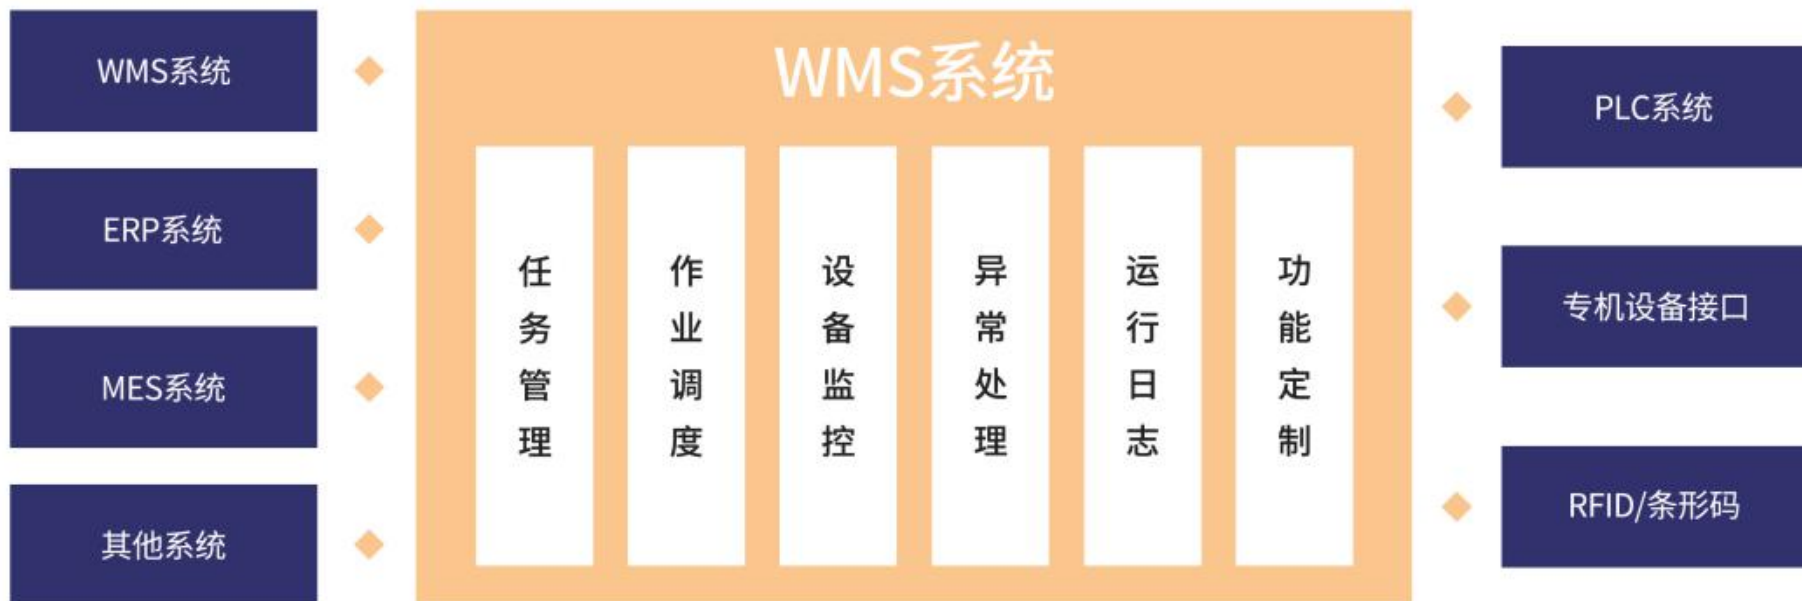 WMS系统
ERP系统
MES系统
其他系统
WMS系统
任务管理
作业调度
设备监控
异常处理
运行日志
功能定制
PLC系统
专机设备接口
RFID/条形码